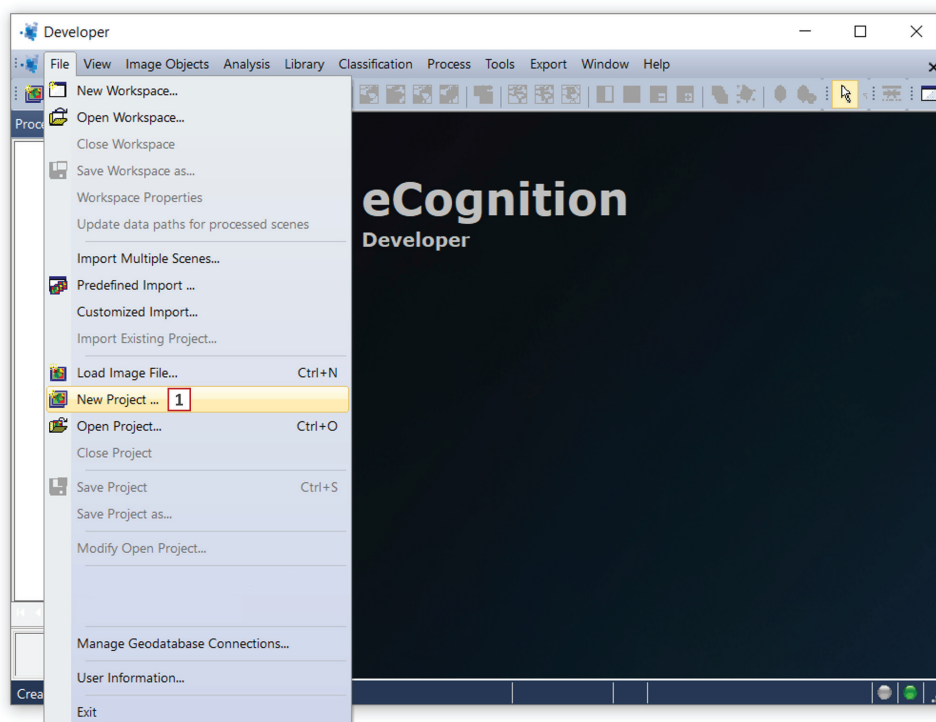 Developer
File View Image Objects Analysis Library Classification Process Tools Export Window Help
New Workspace...
Open Workspace...
Close Workspace
Save Workspace as...
Workspace Properties
Update data paths for processed scenes
Import Multiple Scenes...
Predefined Import ...
Customized Import...
Import Existing Project...
Load Image File... Ctrl+N
New Project ... 1
Open Project... Ctrl+O
Close Project
Save Project Ctrl+S
Save Project as...
Modify Open Project...
Manage Geodatabase Connections...
User Information...
Exit
Proc
eCognition
Developer
Crea